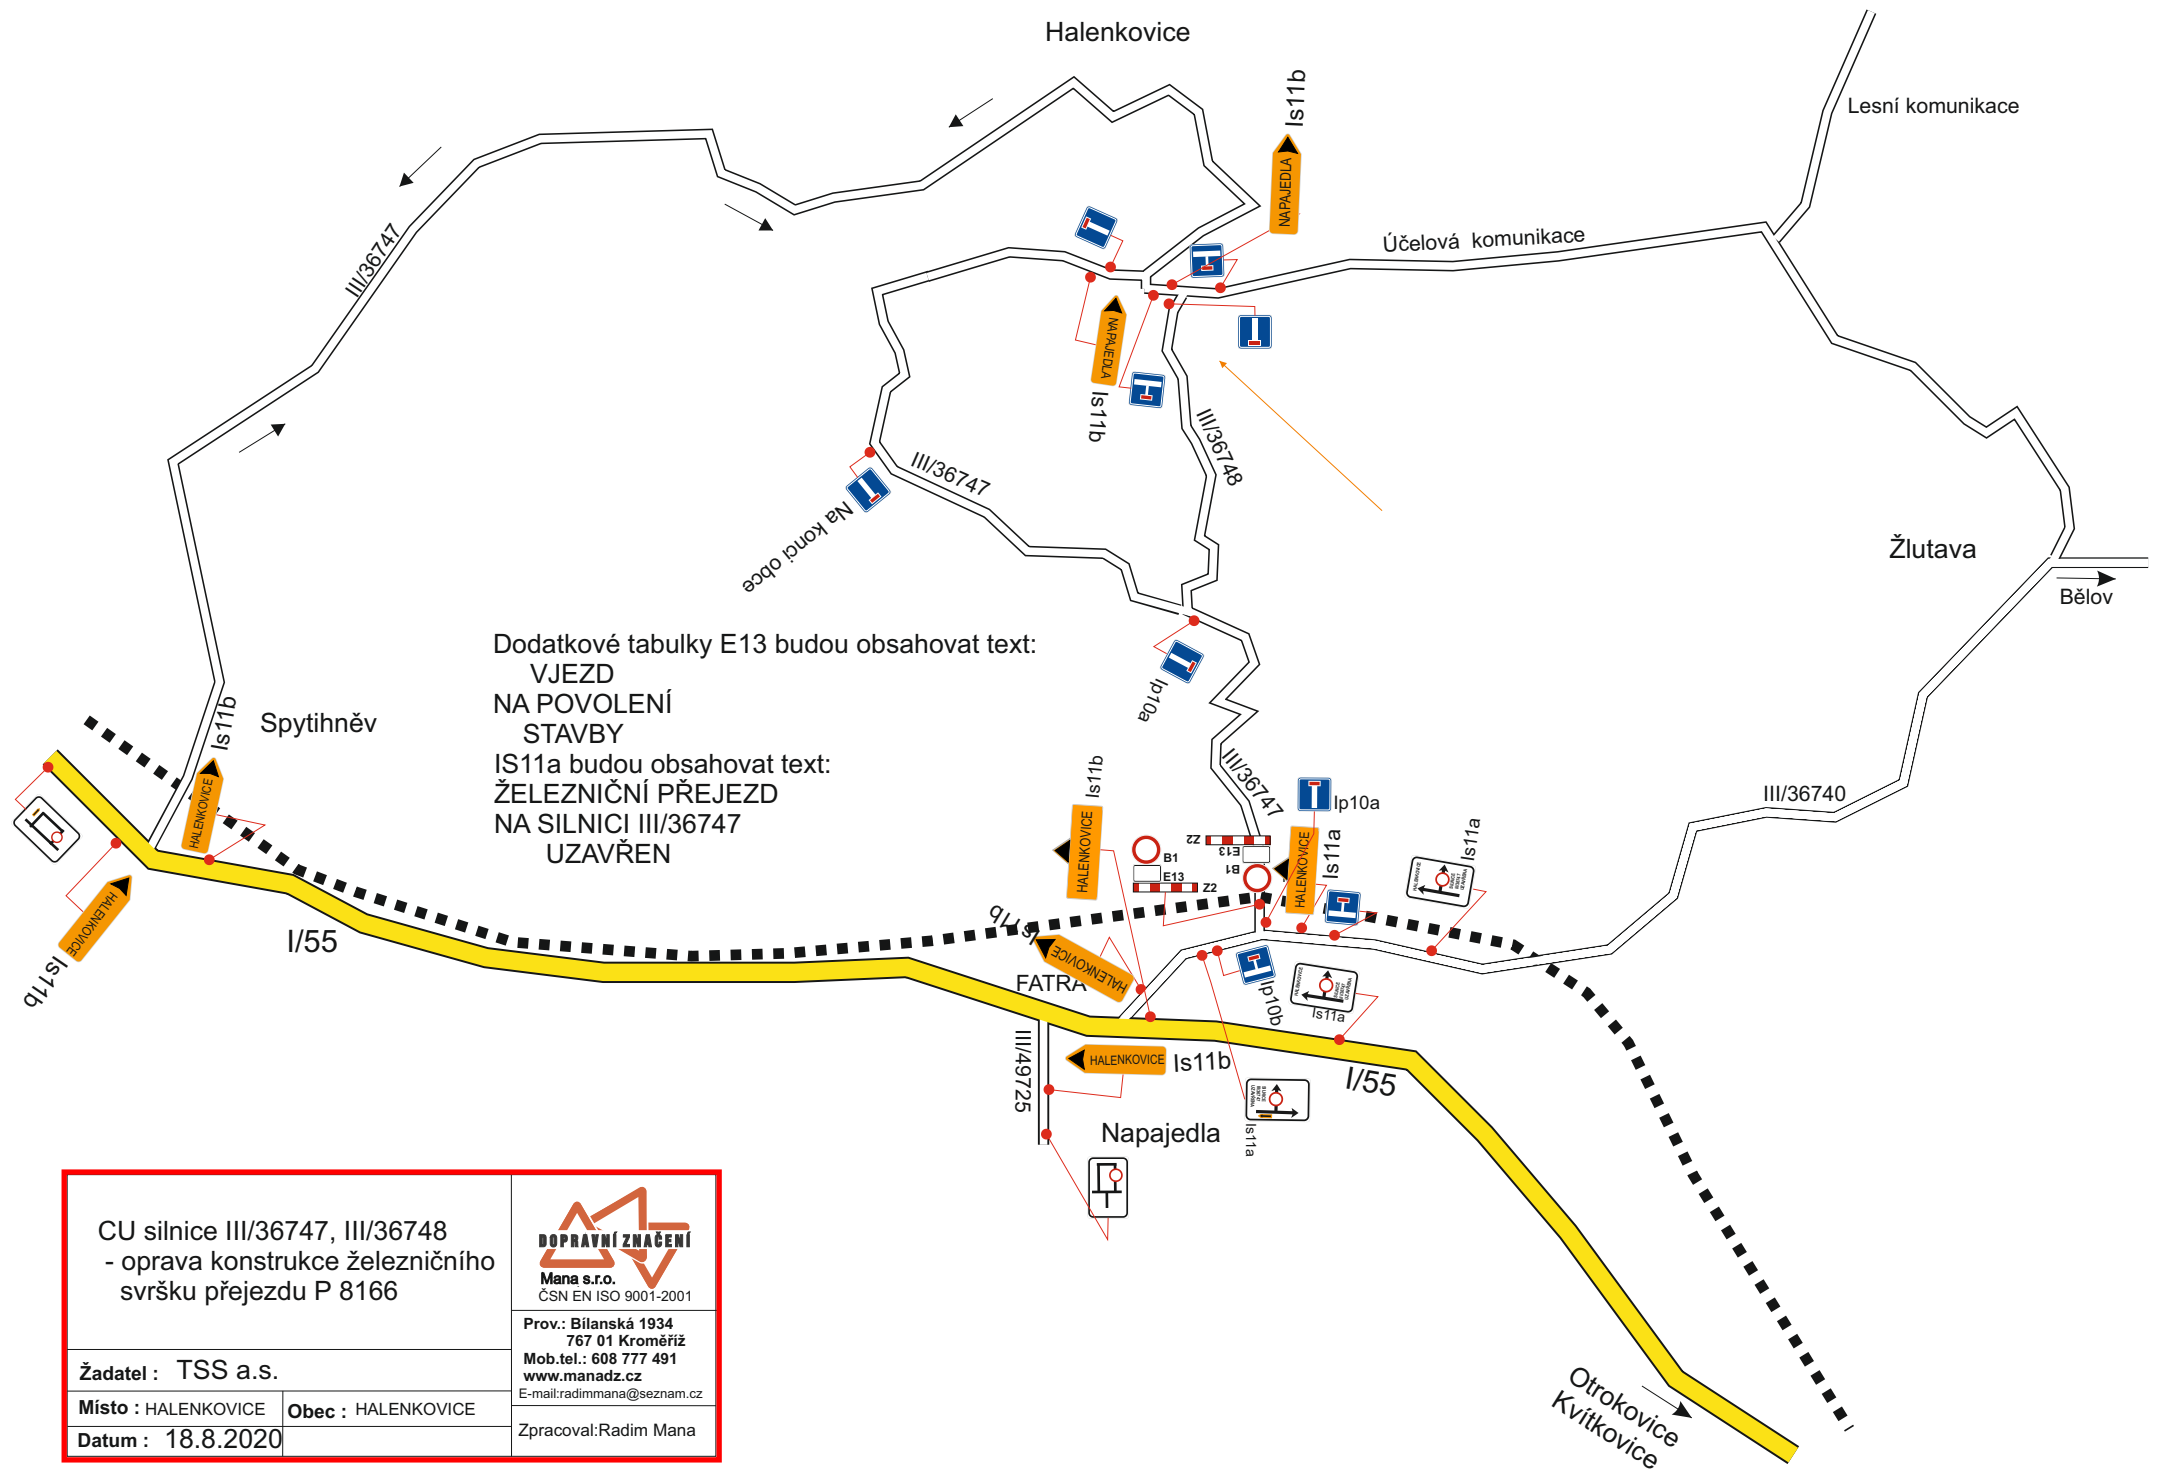 Halenkovice
Is11b
Lesní komunikace
NAPAJEDLA
Účelová komunikace
III/36747
NAPAJEDLA
Is11b
III/36748
III/36747
Na konci obce
Žlutava
Bělov
Dodatkové tabulky E13 budou obsahovat text:
VJEZD
NA POVOLENÍ
STAVBY
IS11a budou obsahovat text:
ŽELEZNIČNÍ PŘEJEZD
NA SILNICI III/36747
UZAVŘEN
Ip10a
Is11b
Spytihněv
HALENKOVICE
III/36747
Is11b
HALENKOVICE
Ip10a
III/36740
Z2
E13
B1
B1
E13
Z2
HALENKOVICE
Is11a
Is11a
HALENKOVICE
HALENKOVICE
Is11b
I/55
Is11b
HALENKOVICE
FATRA
Ip10b
HALENKOVICE
Is11a
III/49725
HALENKOVICE
Is11b
I/55
Is11a
Napajedla
Otrokovice
Kvítkovice
CU silnice III/36747, III/36748
- oprava konstrukce železničního
svršku přejezdu P 8166
DOPRAVNÍ ZNAČENÍ
Mana s.r.o.
ČSN EN ISO 9001-2001
Prov.: Bílanská 1934
767 01 Kroměříž
Mob.tel.: 608 777 491
www.manadz.cz
E-mail:radimmana@seznam.cz
Zpracoval:Radim Mana
Žadatel : TSS a.s.
Místo : HALENKOVICE Obec : HALENKOVICE
Datum : 18.8.2020